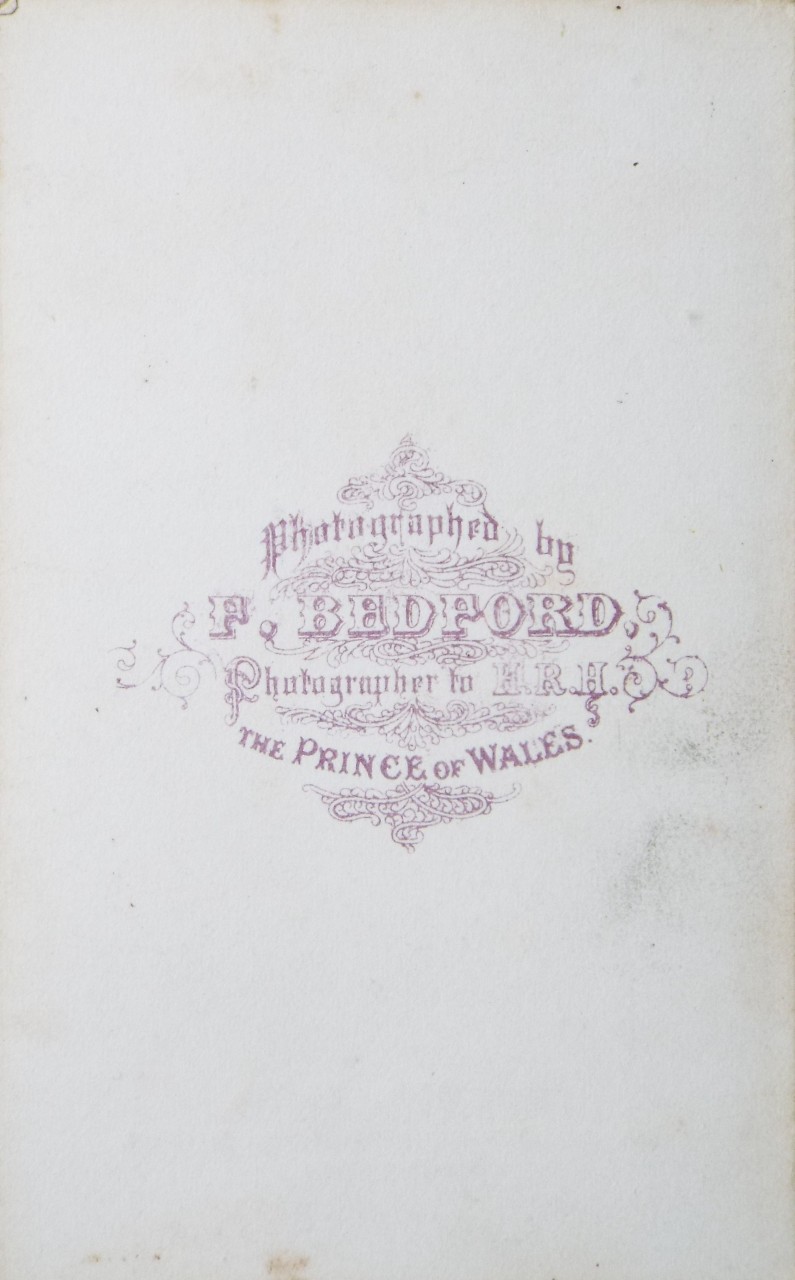 Photographed by
F. BEDFORD,
Photographer to H.R.H.
THE PRINCE OF WALES.